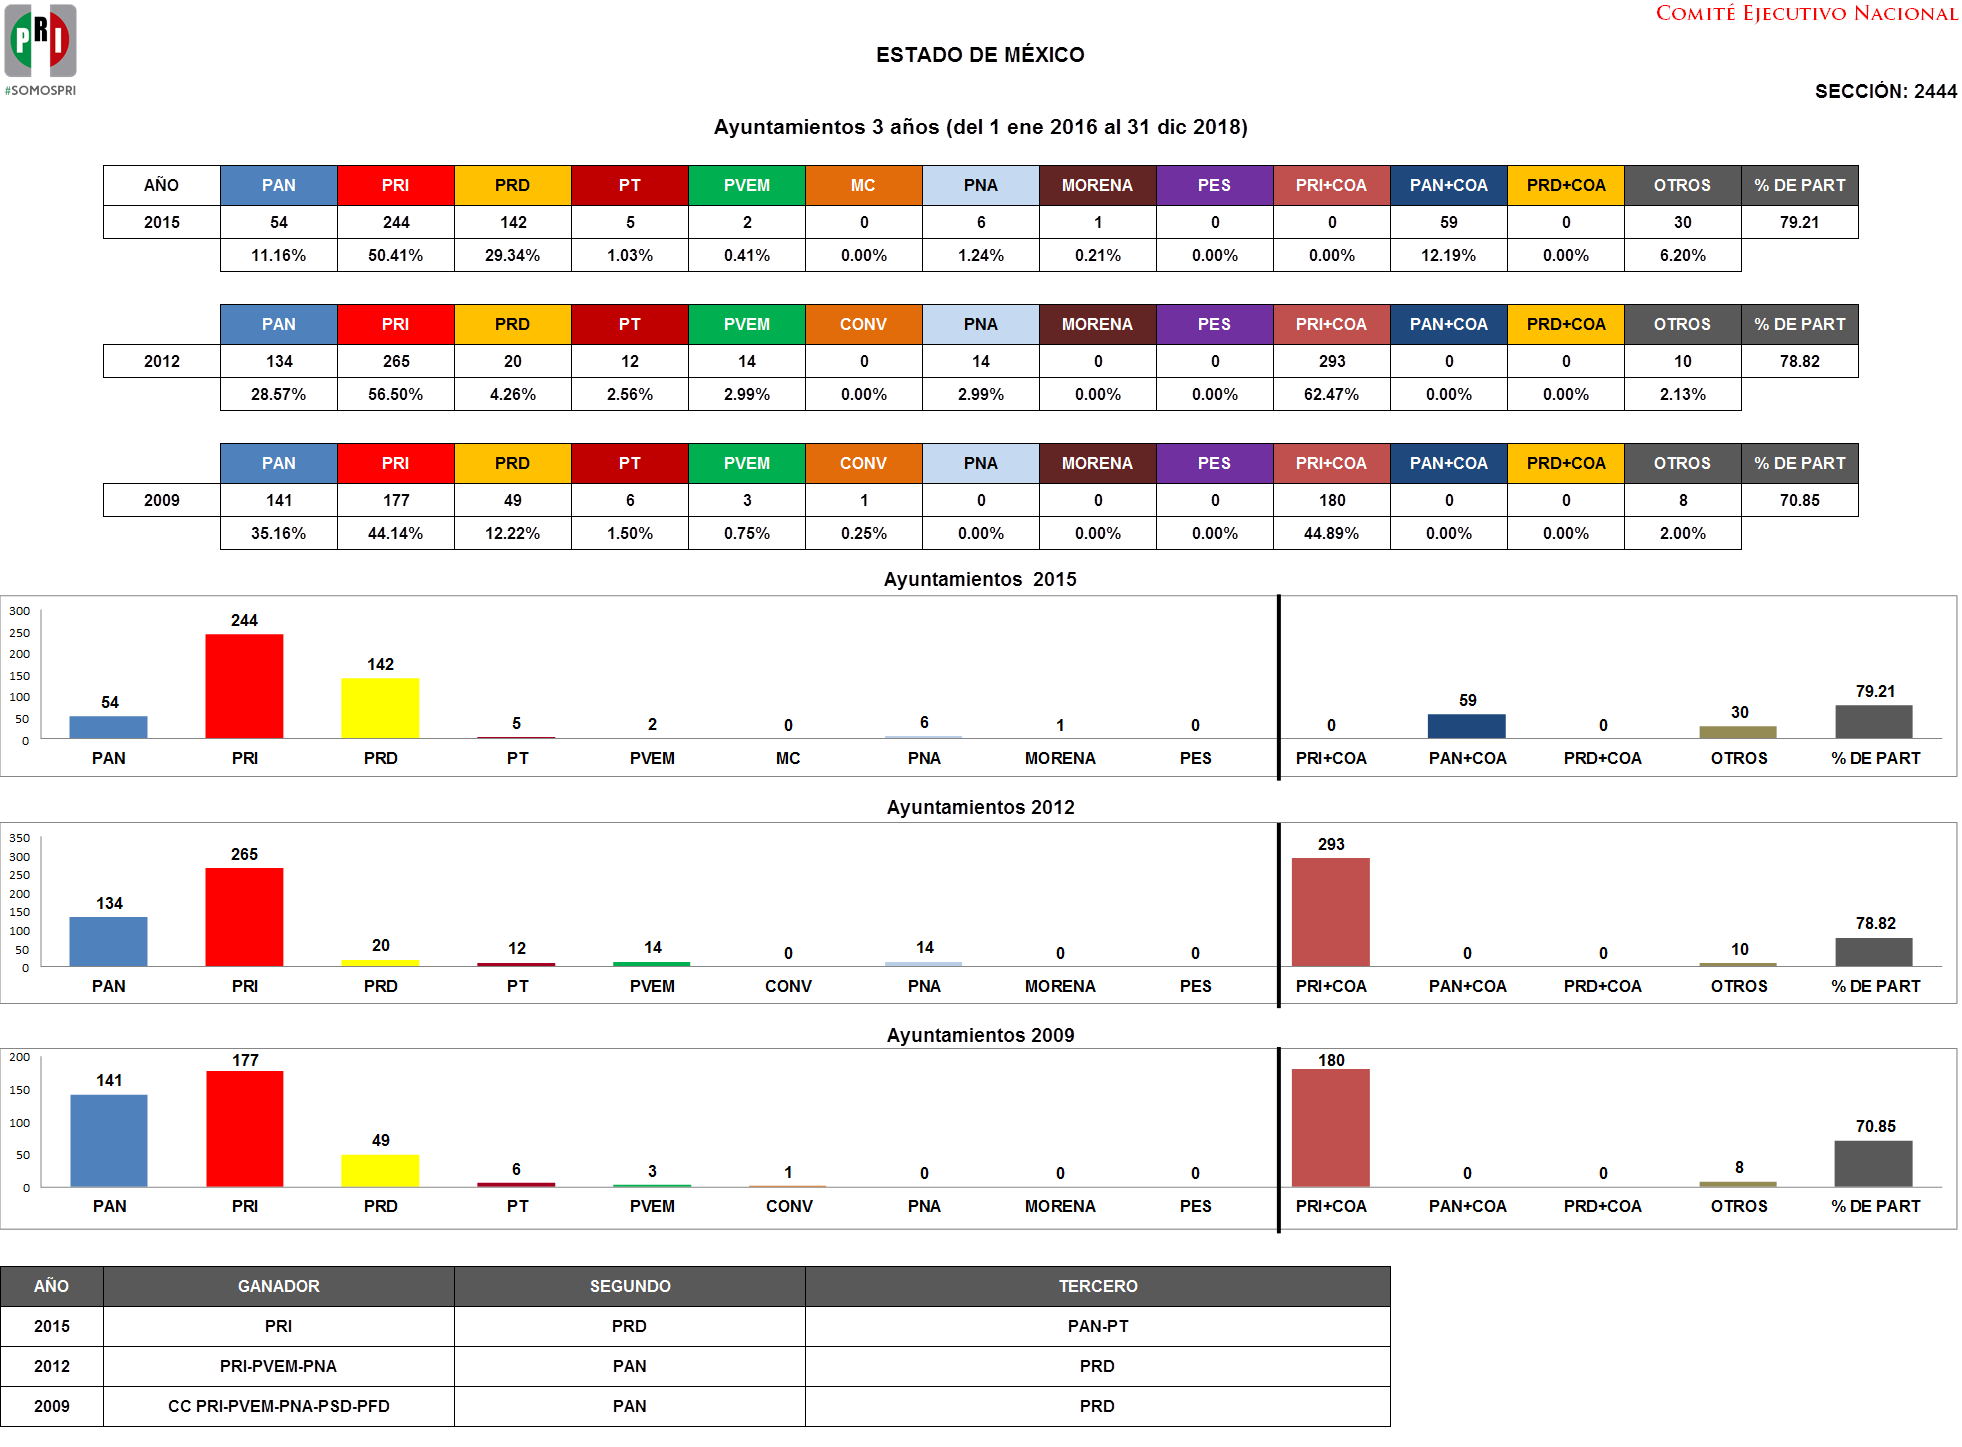 PRI
#SOMOSPRI
COMITÉ EJECUTIVO NACIONAL
ESTADO DE MÉXICO
SECCIÓN: 2444
Ayuntamientos 3 años (del 1 ene 2016 al 31 dic 2018)
AÑO PAN PRI PRD PT PVEM MC PNA MORENA PES PRI+COA PAN+COA PRD+COA OTROS % DE PART
2015 54 244 142 5 2 0 6 1 0 0 59 0 30 79.21
11.16% 50.41% 29.34% 1.03% 0.41% 0.00% 1.24% 0.21% 0.00% 0.00% 12.19% 0.00% 6.20%
PAN PRI PRD PT PVEM CONV PNA MORENA PES PRI+COA PAN+COA PRD+COA OTROS % DE PART
2012 134 265 20 12 14 0 14 0 0 293 0 0 10 78.82
28.57% 56.50% 4.26% 2.56% 2.99% 0.00% 2.99% 0.00% 0.00% 62.47% 0.00% 0.00% 2.13%
PAN PRI PRD PT PVEM CONV PNA MORENA PES PRI+COA PAN+COA PRD+COA OTROS % DE PART
2009 141 177 49 6 3 1 0 0 0 180 0 0 8 70.85
35.16% 44.14% 12.22% 1.50% 0.75% 0.25% 0.00% 0.00% 0.00% 44.89% 0.00% 0.00% 2.00%
Ayuntamientos 2015
300
250
200
150
100
50
0
54 244 142 5 2 0 6 1 0 0 59 0 30 79.21
PAN PRI PRD PT PVEM MC PNA MORENA PES PRI+COA PAN+COA PRD+COA OTROS % DE PART
Ayuntamientos 2012
350
300
250
200
150
100
50
0
134 265 20 12 14 0 14 0 0 293 0 0 10 78.82
PAN PRI PRD PT PVEM CONV PNA MORENA PES PRI+COA PAN+COA PRD+COA OTROS % DE PART
Ayuntamientos 2009
200
150
100
50
0
141 177 49 6 3 1 0 0 0 180 0 0 8 70.85
PAN PRI PRD PT PVEM CONV PNA MORENA PES PRI+COA PAN+COA PRD+COA OTROS % DE PART
AÑO GANADOR SEGUNDO TERCERO
2015 PRI PRD PAN-PT
2012 PRI-PVEM-PNA PAN PRD
2009 CC PRI-PVEM-PNA-PSD-PFD PAN PRD